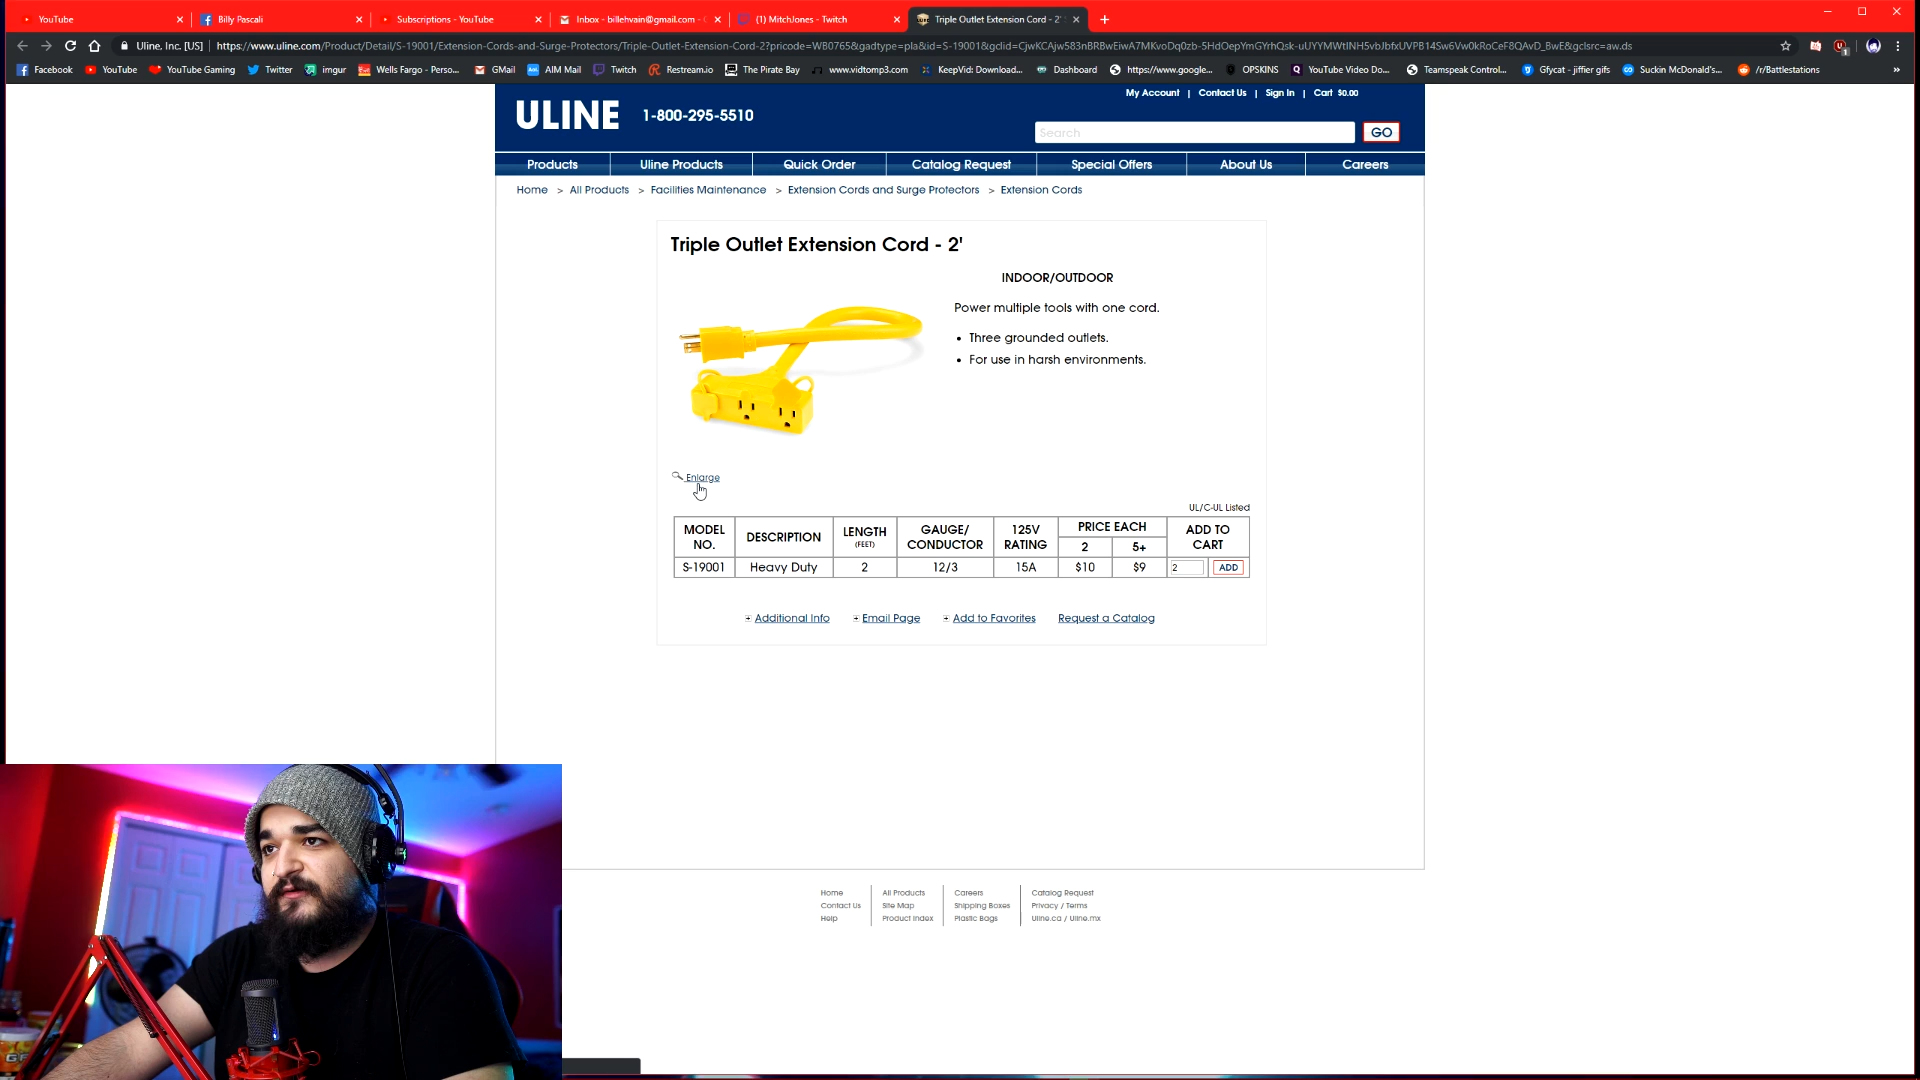 YouTube
Billy Pascali
Subscriptions - YouTube
Inbox - billehvain@gmail.com -
(1) MitchJones - Twitch
Triple Outlet Extension Cord - 2'
Uline, Inc. [US]
Facebook
YouTube
YouTube Gaming
Twitter
imgur
Wells Fargo - Perso...
GMail
AIM Mail
Twitch
Restream.io
The Pirate Bay
www.vidtomp3.com
KeepVid: Download...
Dashboard
https://www.google...
OPSKINS
YouTube Video Do...
Teamspeak Control...
Gfycat - jiffier gifs
Suckin McDonald's...
/r/Battlestations
My Account | Contact Us | Sign In | Cart $0.00
ULINE 1-800-295-5510
Search GO
Products
Uline Products
Quick Order
Catalog Request
Special Offers
About Us
Careers
Home > All Products > Facilities Maintenance > Extension Cords and Surge Protectors > Extension Cords
Triple Outlet Extension Cord - 2'
INDOOR/OUTDOOR
Power multiple tools with one cord.
• Three grounded outlets.
• For use in harsh environments.
Enlarge
UL/C-UL Listed
MODEL NO.
DESCRIPTION
LENGTH (FEET)
GAUGE/ CONDUCTOR
125V RATING
PRICE EACH
2 5+
ADD TO CART
S-19001 Heavy Duty 2 12/3 15A $10 $9 2 ADD
Additional Info
Email Page
Add to Favorites
Request a Catalog
Home
Contact Us
Help
All Products
Site Map
Product Index
Careers
Shipping Boxes
Plastic Bags
Catalog Request
Privacy / Terms
Uline.ca / Uline.mx